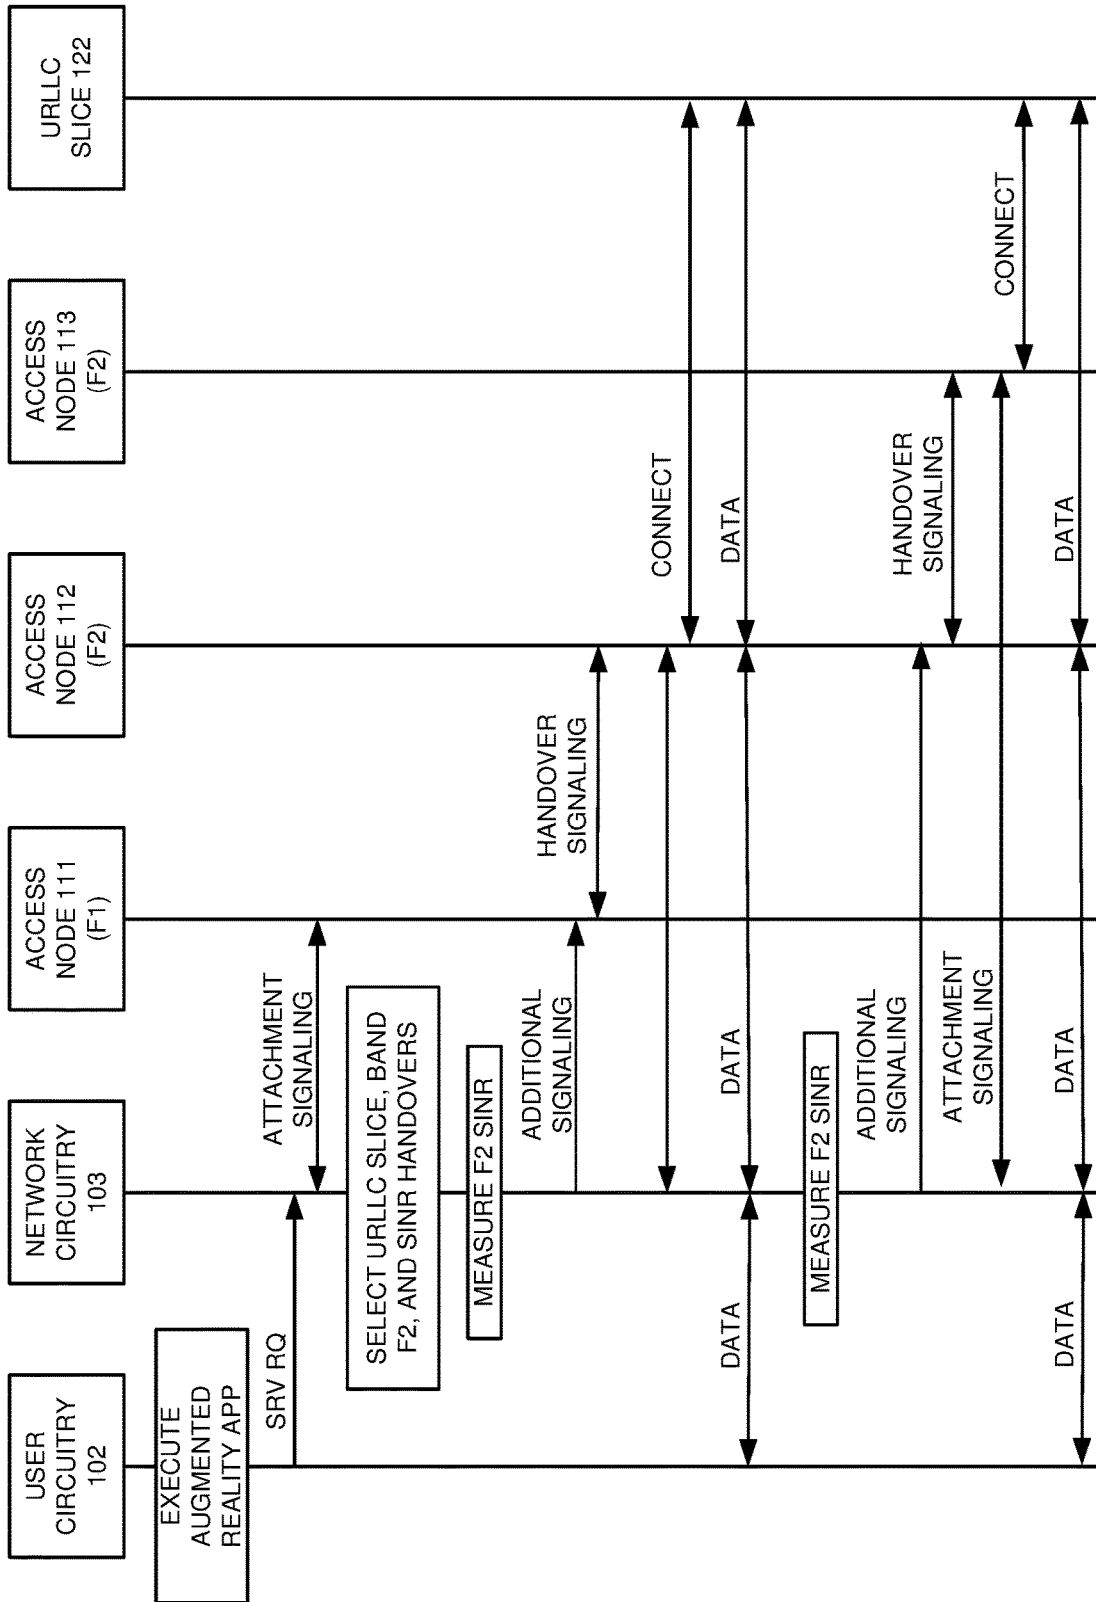 USER
CIRCUITRY
102
NETWORK
CIRCUITRY
103
ACCESS
NODE 111
(F1)
ACCESS
NODE 112
(F2)
ACCESS
NODE 113
(F2)
URLLC
SLICE 122
EXECUTE
AUGMENTED
REALITY APP
SRV RQ
ATTACHMENT
SIGNALING
SELECT URLLC SLICE, BAND
F2, AND SINR HANDOVERS
MEASURE F2 SINR
ADDITIONAL
SIGNALING
HANDOVER
SIGNALING
CONNECT
DATA
DATA
DATA
MEASURE F2 SINR
ADDITIONAL
SIGNALING
HANDOVER
SIGNALING
ATTACHMENT
SIGNALING
CONNECT
DATA
DATA
DATA